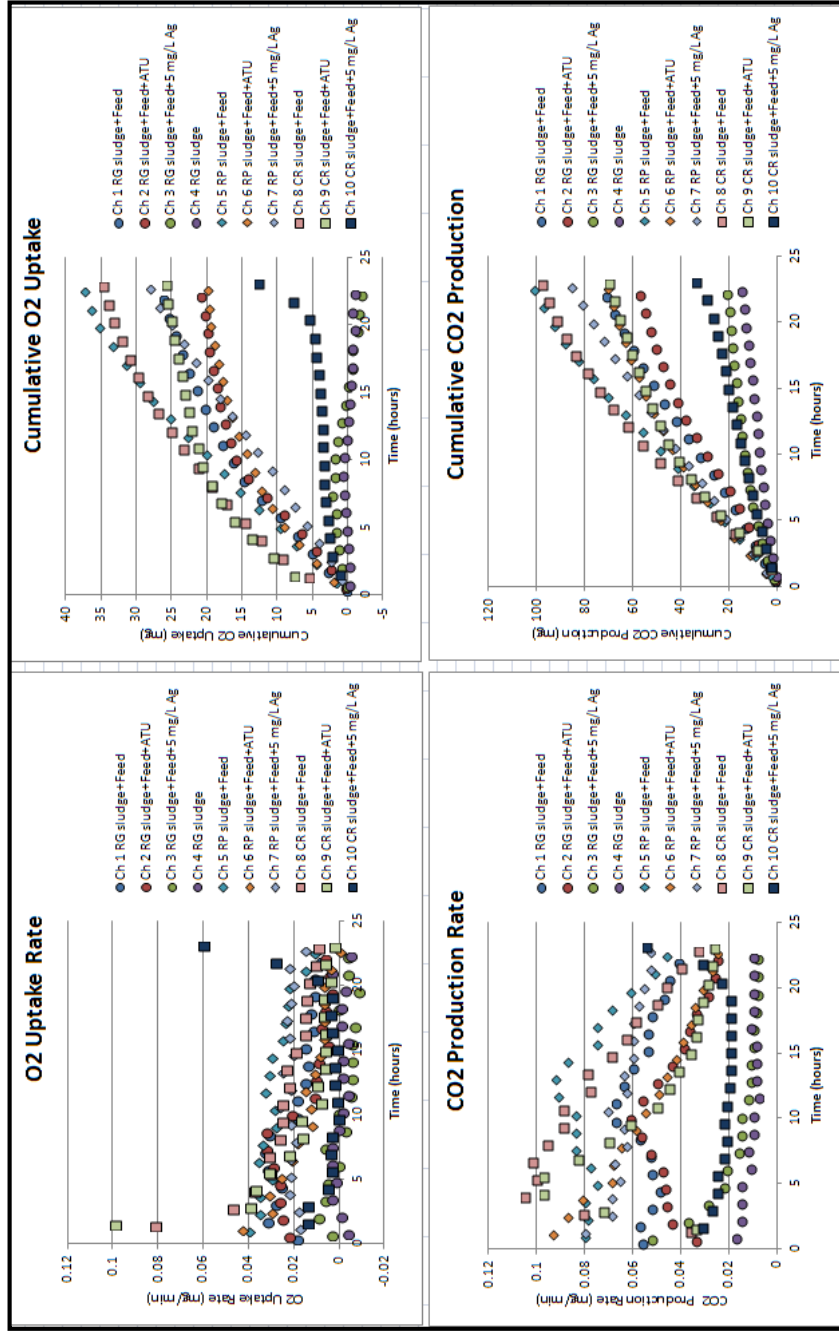 O2 Uptake Rate
O2 Uptake Rate (mg/min)
0.12
0.1
0.08
0.06
0.04
0.02
0
-0.02
0
5
10
15
20
25
Time (hours)
Ch 1 RG sludge+Feed
Ch 2 RG sludge+Feed+ATU
Ch 3 RG sludge+Feed+5 mg/L Ag
Ch 4 RG sludge
Ch 5 RP sludge+Feed
Ch 6 RP sludge+Feed+ATU
Ch 7 RP sludge+Feed+5 mg/L Ag
Ch 8 CR sludge+Feed
Ch 9 CR sludge+Feed+ATU
Ch 10 CR sludge+Feed+5 mg/L Ag
Cumulative O2 Uptake
Cumulative O2 Uptake (mg)
40
35
30
25
20
15
10
5
0
-5
0
5
10
15
20
25
Time (hours)
Ch 1 RG sludge+Feed
Ch 2 RG sludge+Feed+ATU
Ch 3 RG sludge+Feed+5 mg/L Ag
Ch 4 RG sludge
Ch 5 RP sludge+Feed
Ch 6 RP sludge+Feed+ATU
Ch 7 RP sludge+Feed+5 mg/L Ag
Ch 8 CR sludge+Feed
Ch 9 CR sludge+Feed+ATU
Ch 10 CR sludge+Feed+5 mg/L Ag
CO2 Production Rate
CO2 Production Rate (mg/min)
0.12
0.1
0.08
0.06
0.04
0.02
0
0
5
10
15
20
25
Time (hours)
Ch 1 RG sludge+Feed
Ch 2 RG sludge+Feed+ATU
Ch 3 RG sludge+Feed+5 mg/L Ag
Ch 4 RG sludge
Ch 5 RP sludge+Feed
Ch 6 RP sludge+Feed+ATU
Ch 7 RP sludge+Feed+5 mg/L Ag
Ch 8 CR sludge+Feed
Ch 9 CR sludge+Feed+ATU
Ch 10 CR sludge+Feed+5 mg/L Ag
Cumulative CO2 Production
Cumulative CO2 Production (mg)
120
100
80
60
40
20
0
0
5
10
15
20
25
Time (hours)
Ch 1 RG sludge+Feed
Ch 2 RG sludge+Feed+ATU
Ch 3 RG sludge+Feed+5 mg/L Ag
Ch 4 RG sludge
Ch 5 RP sludge+Feed
Ch 6 RP sludge+Feed+ATU
Ch 7 RP sludge+Feed+5 mg/L Ag
Ch 8 CR sludge+Feed
Ch 9 CR sludge+Feed+ATU
Ch 10 CR sludge+Feed+5 mg/L Ag